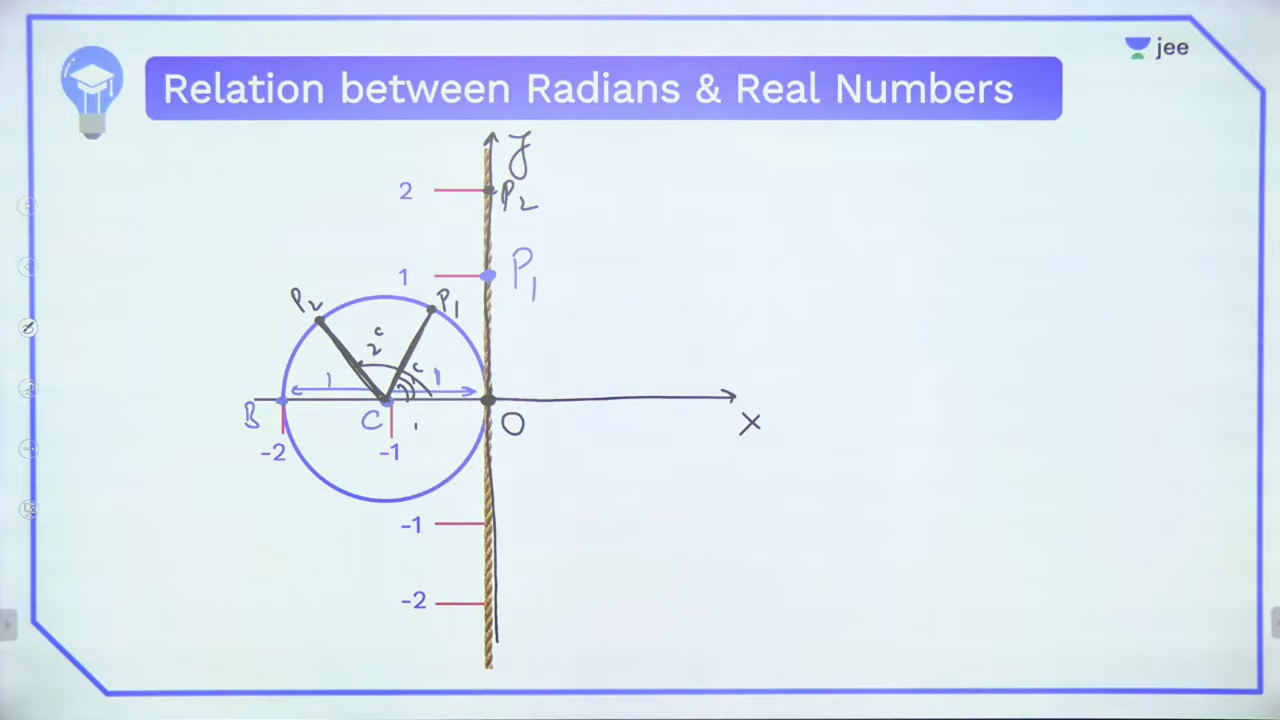 jee
Relation between Radians & Real Numbers
y
2
P2
1
P1
P2
P1
2ᶜ
1ᶜ
1
1
B
C
O
x
-2
-1
-1
-2